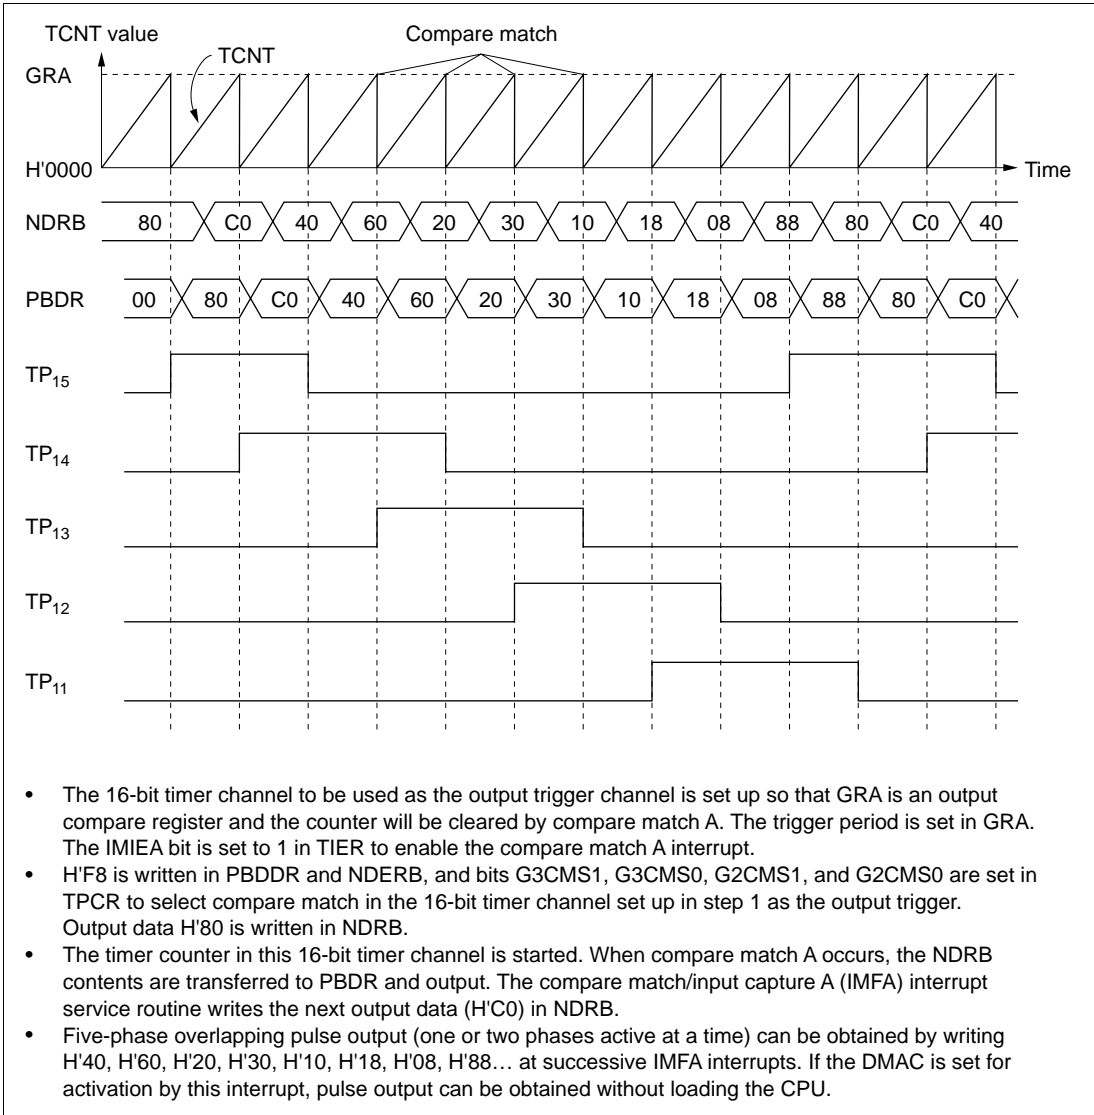 TCNT value
Compare match
TCNT
GRA
H'0000
Time
NDRB 80 C0 40 60 20 30 10 18 08 88 80 C0 40
PBDR 00 80 C0 40 60 20 30 10 18 08 88 80 C0
TP15
TP14
TP13
TP12
TP11
• The 16-bit timer channel to be used as the output trigger channel is set up so that GRA is an output
compare register and the counter will be cleared by compare match A. The trigger period is set in GRA.
The IMIEA bit is set to 1 in TIER to enable the compare match A interrupt.
• H'F8 is written in PBDDR and NDERB, and bits G3CMS1, G3CMS0, G2CMS1, and G2CMS0 are set in
TPCR to select compare match in the 16-bit timer channel set up in step 1 as the output trigger.
Output data H'80 is written in NDRB.
• The timer counter in this 16-bit timer channel is started. When compare match A occurs, the NDRB
contents are transferred to PBDR and output. The compare match/input capture A (IMFA) interrupt
service routine writes the next output data (H'C0) in NDRB.
• Five-phase overlapping pulse output (one or two phases active at a time) can be obtained by writing
H'40, H'60, H'20, H'30, H'10, H'18, H'08, H'88… at successive IMFA interrupts. If the DMAC is set for
activation by this interrupt, pulse output can be obtained without loading the CPU.